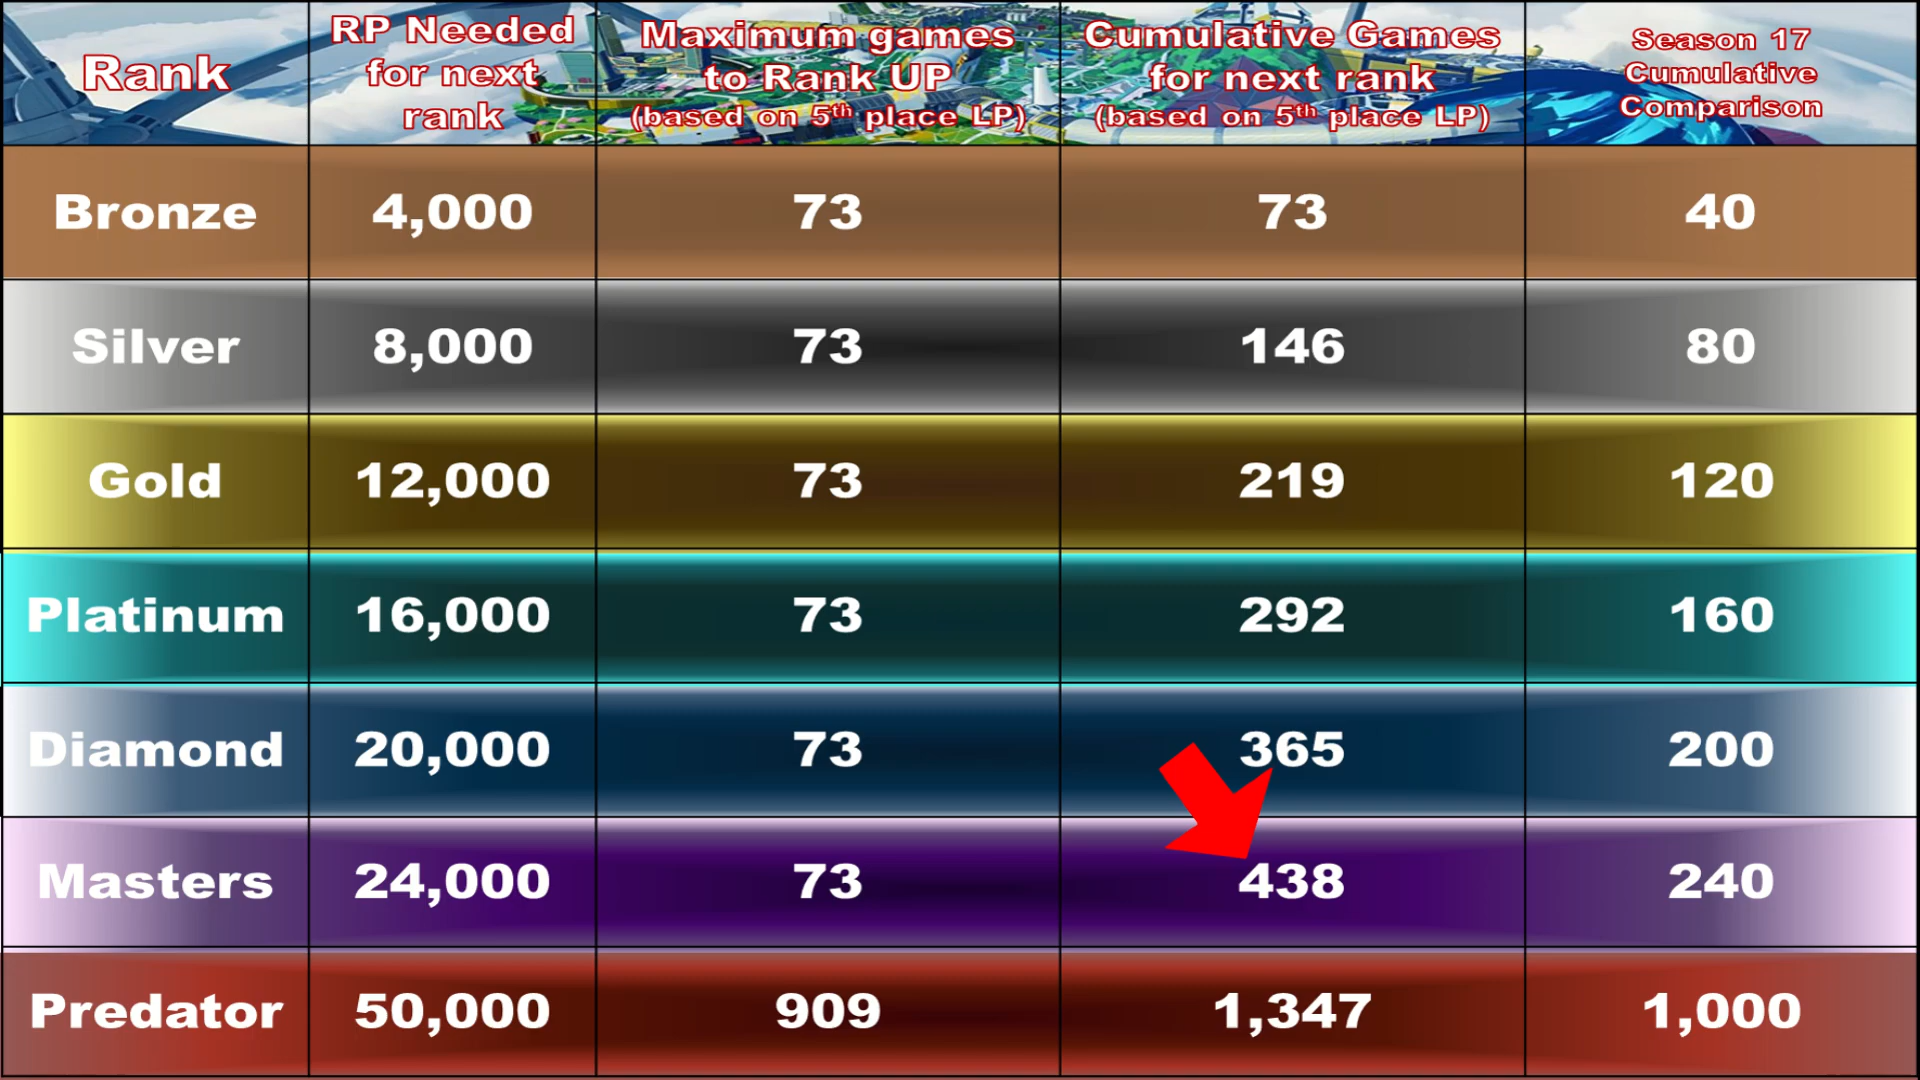 Rank
RP Needed
for next
rank
Maximum games
to Rank UP
(based on 5th place LP)
Cumulative Games
for next rank
(based on 5th place LP)
Season 17
Cumulative
Comparison
Bronze 4,000 73 73 40
Silver 8,000 73 146 80
Gold 12,000 73 219 120
Platinum 16,000 73 292 160
Diamond 20,000 73 365 200
Masters 24,000 73 438 240
Predator 50,000 909 1,347 1,000